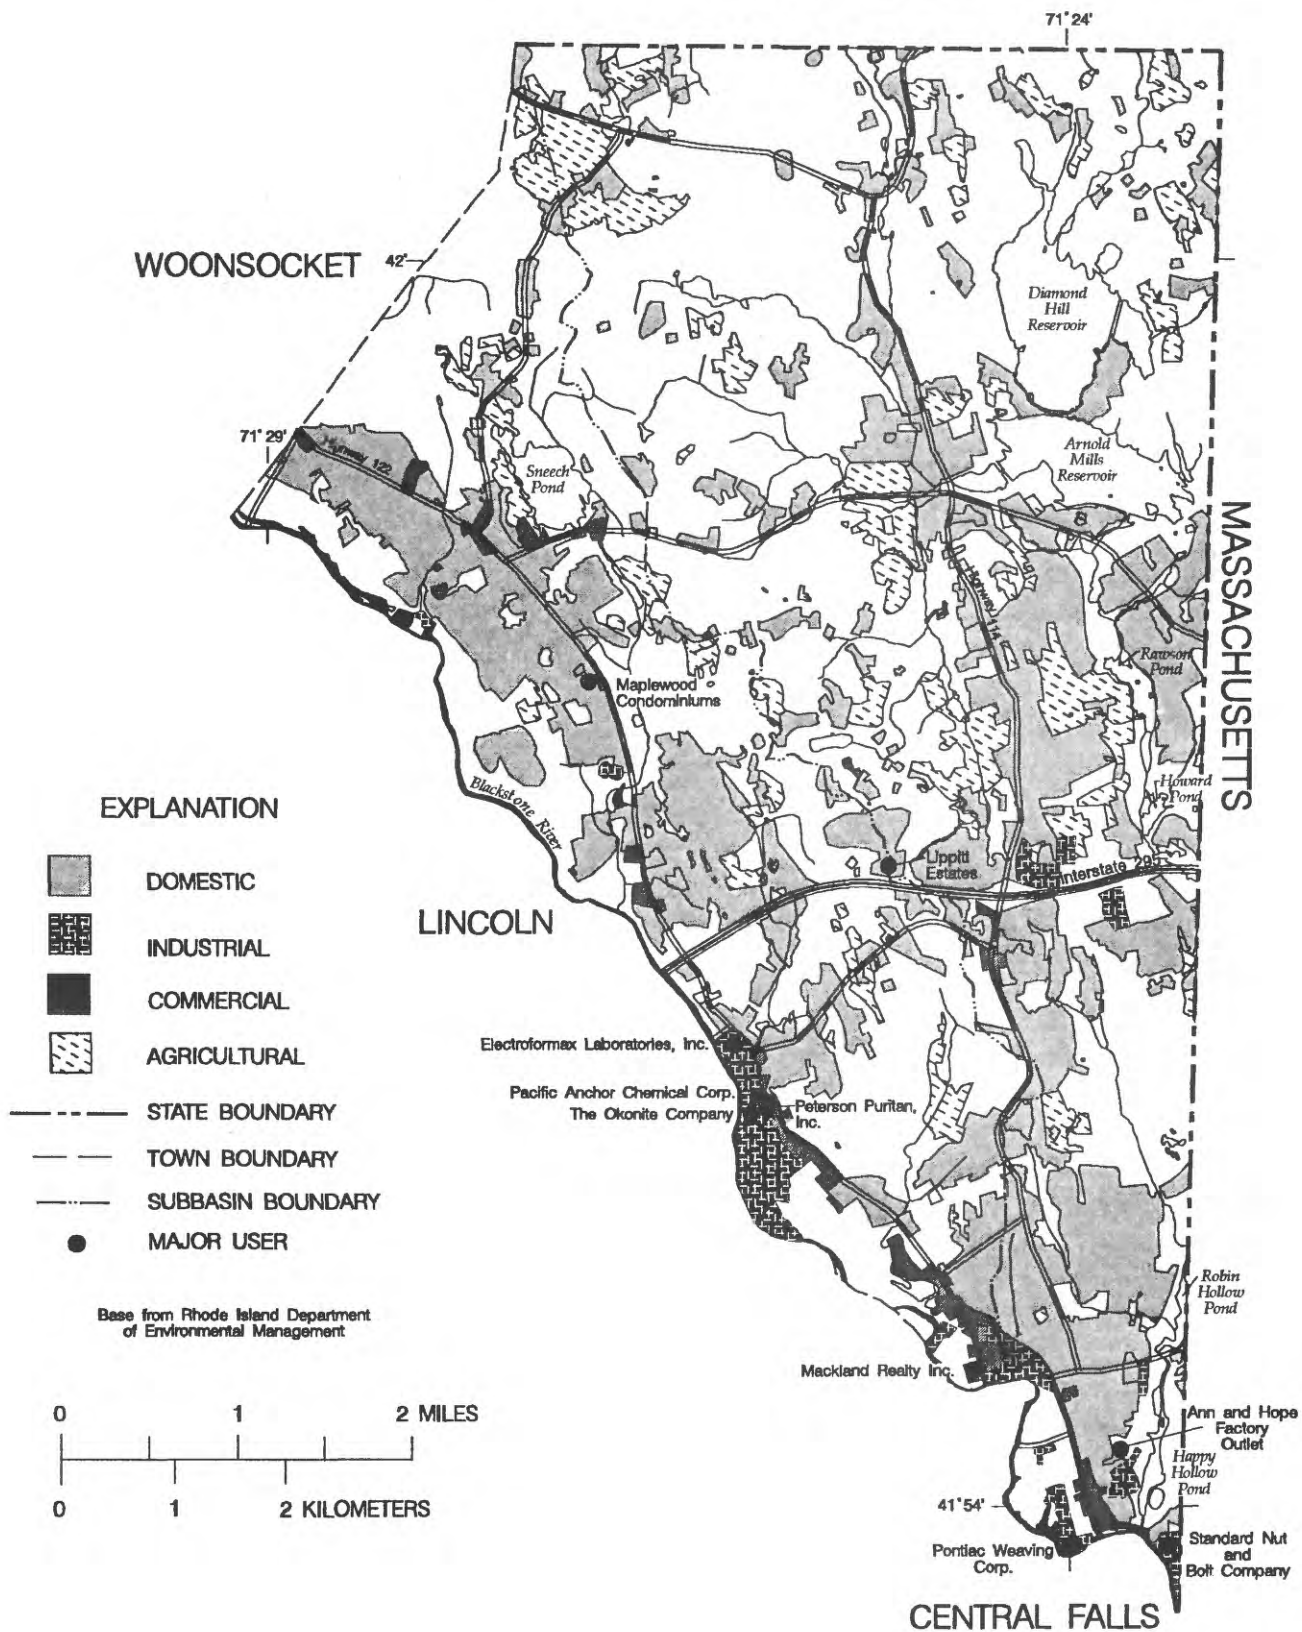 71° 24'
WOONSOCKET
42'
Diamond
Hill
Reservoir
71° 29'
Highway 122
Sneech
Pond
Arnold
Mills
Reservoir
MASSACHUSETTS
Highway 114
Rawson
Pond
Maplewood
Condominiums
Blackstone River
Howard
Pond
EXPLANATION
DOMESTIC
INDUSTRIAL
COMMERCIAL
AGRICULTURAL
STATE BOUNDARY
TOWN BOUNDARY
SUBBASIN BOUNDARY
MAJOR USER
Base from Rhode Island Department
of Environmental Management
0 1 2 MILES
0 1 2 KILOMETERS
LINCOLN
Lippitt
Estates
Interstate 295
Electroformax Laboratories, Inc.
Pacific Anchor Chemical Corp.
The Okonite Company
Peterson Puritan,
Inc.
Robin
Hollow
Pond
Mackland Realty Inc.
Ann and Hope
Factory
Outlet
Happy
Hollow
Pond
41° 54'
Pontiac Weaving
Corp.
Standard Nut
and
Bolt Company
CENTRAL FALLS